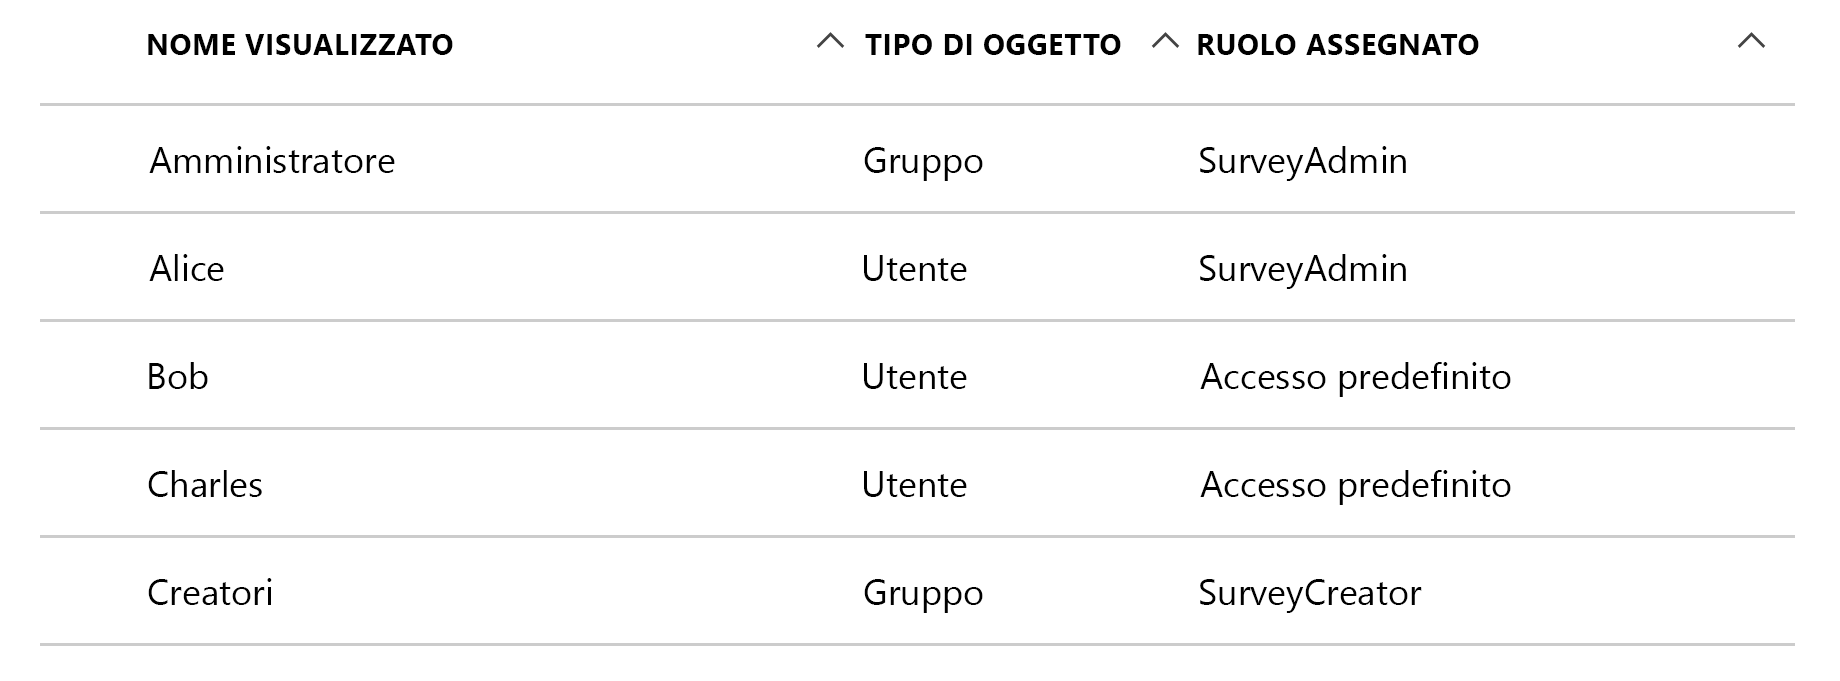 NOME VISUALIZZATO TIPO DI OGGETTO RUOLO ASSEGNATO
Amministratore Gruppo SurveyAdmin
Alice Utente SurveyAdmin
Bob Utente Accesso predefinito
Charles Utente Accesso predefinito
Creatori Gruppo SurveyCreator